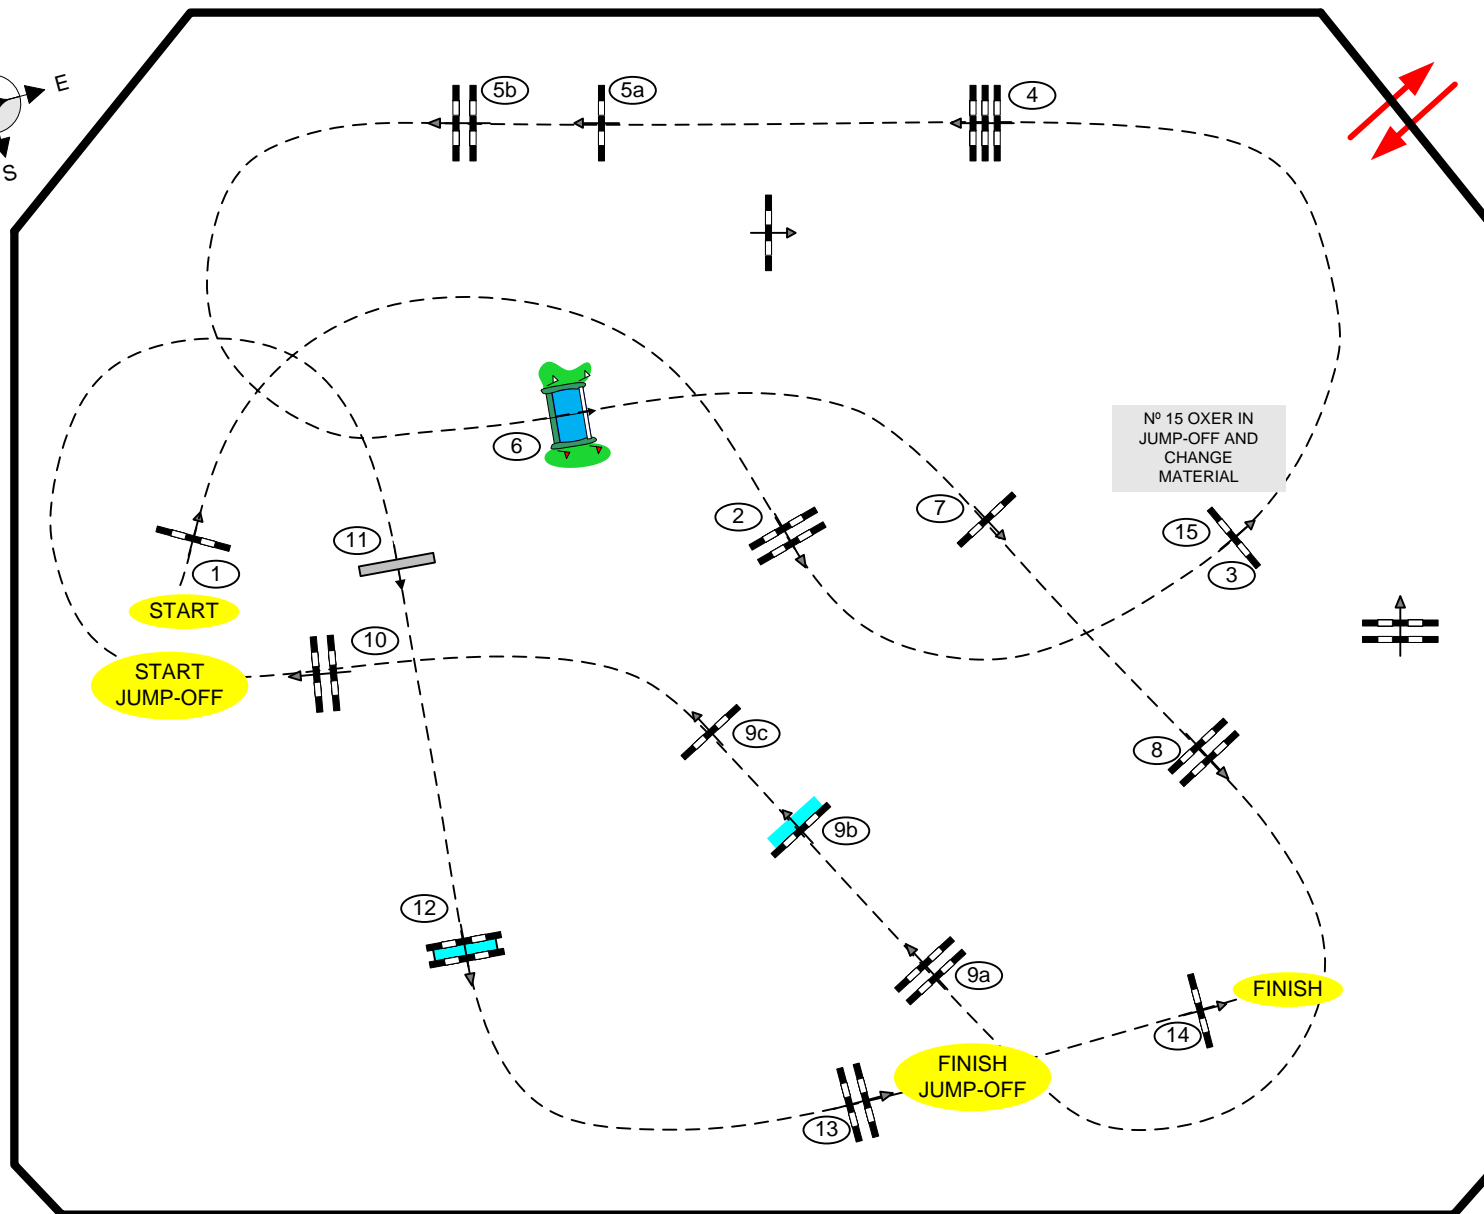 E
S
5b
5a
4
Nº 15 OXER IN
JUMP-OFF AND
CHANGE
MATERIAL
6
2
7
15
3
11
1
START
10
START
JUMP-OFF
9c
8
9b
12
9a
FINISH
14
FINISH
JUMP-OFF
13